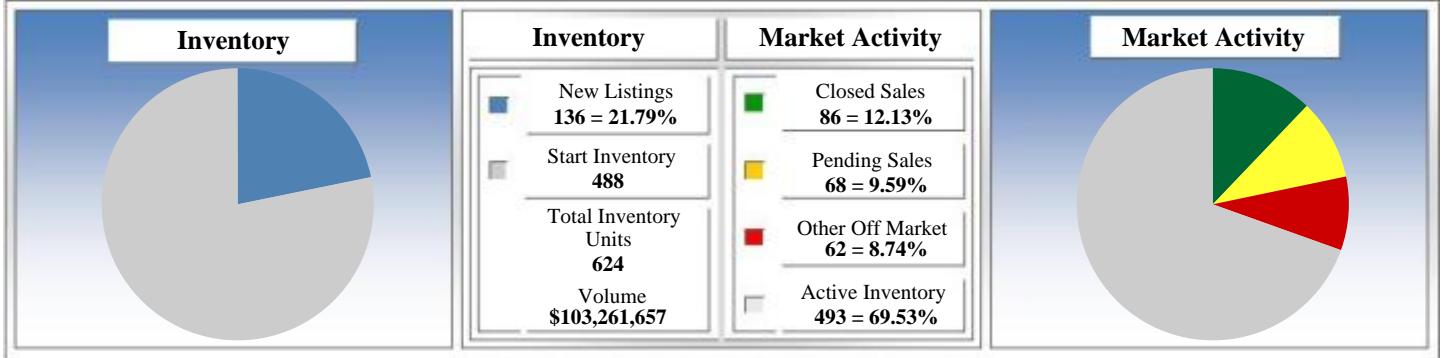 Inventory
Inventory
New Listings
136 = 21.79%
Start Inventory
488
Total Inventory
Units
624
Volume
$103,261,657
Market Activity
Closed Sales
86 = 12.13%
Pending Sales
68 = 9.59%
Other Off Market
62 = 8.74%
Active Inventory
493 = 69.53%
Market Activity